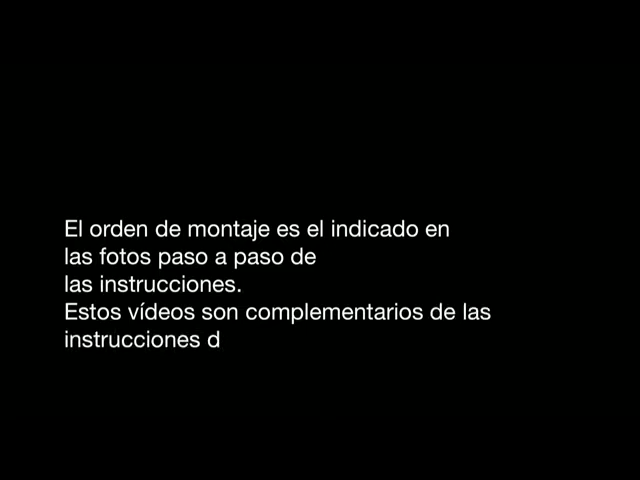 El orden de montaje es el indicado en
las fotos paso a paso de
las instrucciones.
Estos vídeos son complementarios de las
instrucciones d